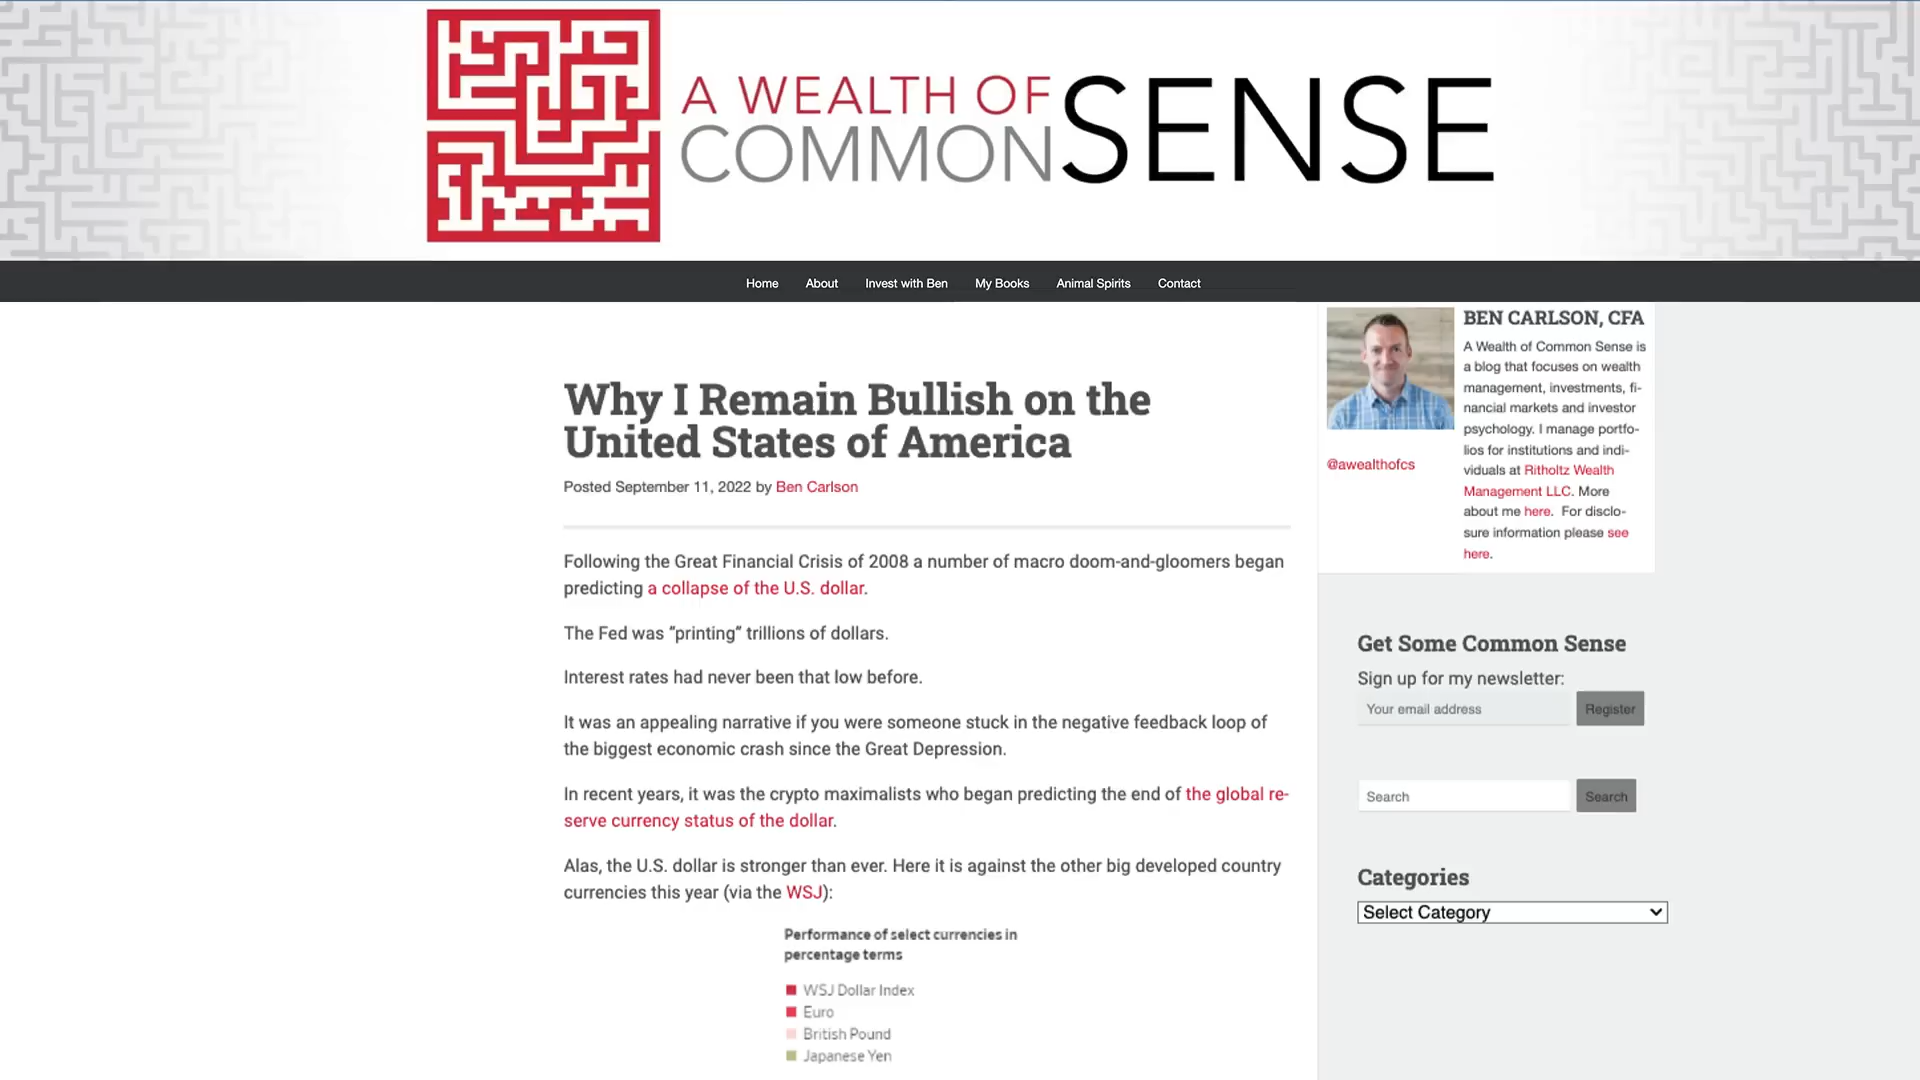 A WEALTH OF
COMMON SENSE
Home About Invest with Ben My Books Animal Spirits Contact
Why I Remain Bullish on the
United States of America
Posted September 11, 2022 by Ben Carlson
Following the Great Financial Crisis of 2008 a number of macro doom-and-gloomers began
predicting a collapse of the U.S. dollar.
The Fed was “printing” trillions of dollars.
Interest rates had never been that low before.
It was an appealing narrative if you were someone stuck in the negative feedback loop of
the biggest economic crash since the Great Depression.
In recent years, it was the crypto maximalists who began predicting the end of the global re-
serve currency status of the dollar.
Alas, the U.S. dollar is stronger than ever. Here it is against the other big developed country
currencies this year (via the WSJ):
Performance of select currencies in
percentage terms
WSJ Dollar Index
Euro
British Pound
Japanese Yen
@awealthofcs
BEN CARLSON, CFA
A Wealth of Common Sense is
a blog that focuses on wealth
management, investments, fi-
nancial markets and investor
psychology. I manage portfo-
lios for institutions and indi-
viduals at Ritholtz Wealth
Management LLC. More
about me here. For disclo-
sure information please see
here.
Get Some Common Sense
Sign up for my newsletter:
Your email address Register
Search Search
Categories
Select Category